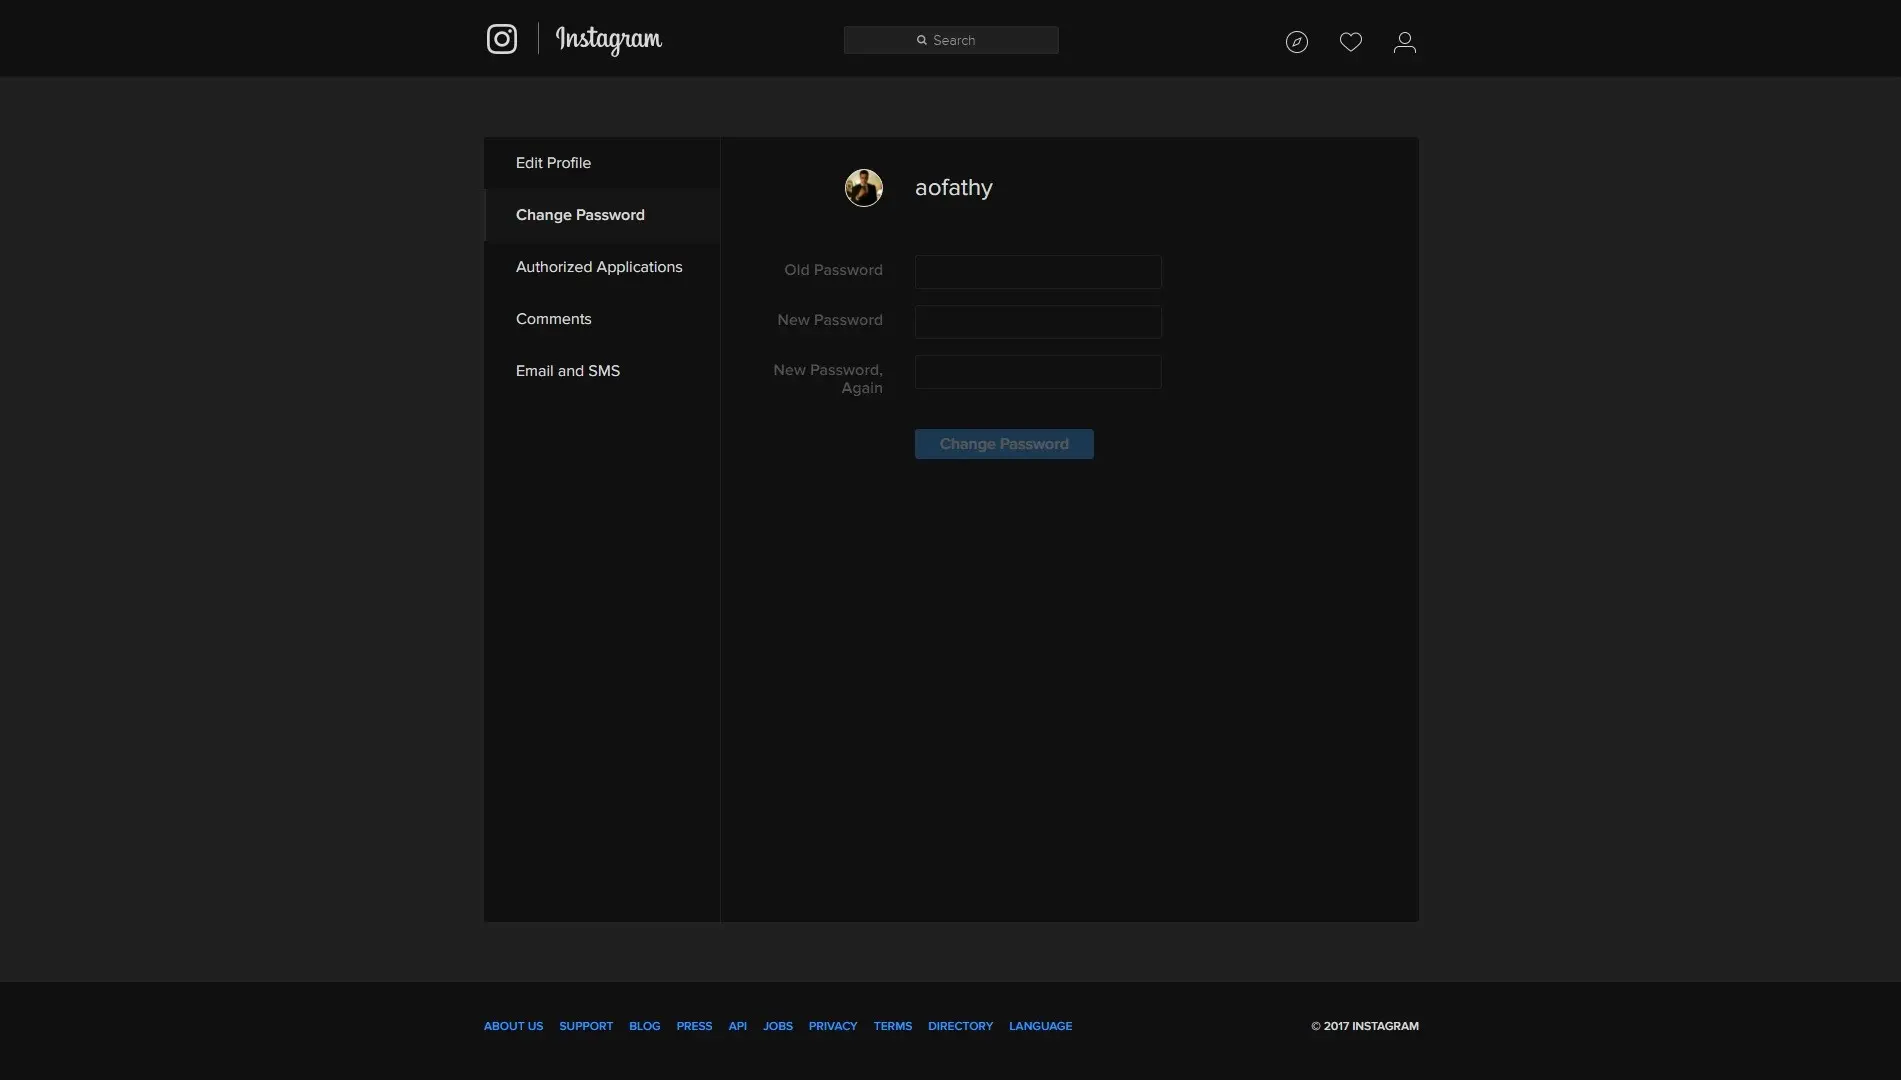 Instagram
Search
Edit Profile
Change Password
Authorized Applications
Comments
Email and SMS
aofathy
Old Password
New Password
New Password,
Again
Change Password
ABOUT US SUPPORT BLOG PRESS API JOBS PRIVACY TERMS DIRECTORY LANGUAGE
© 2017 INSTAGRAM